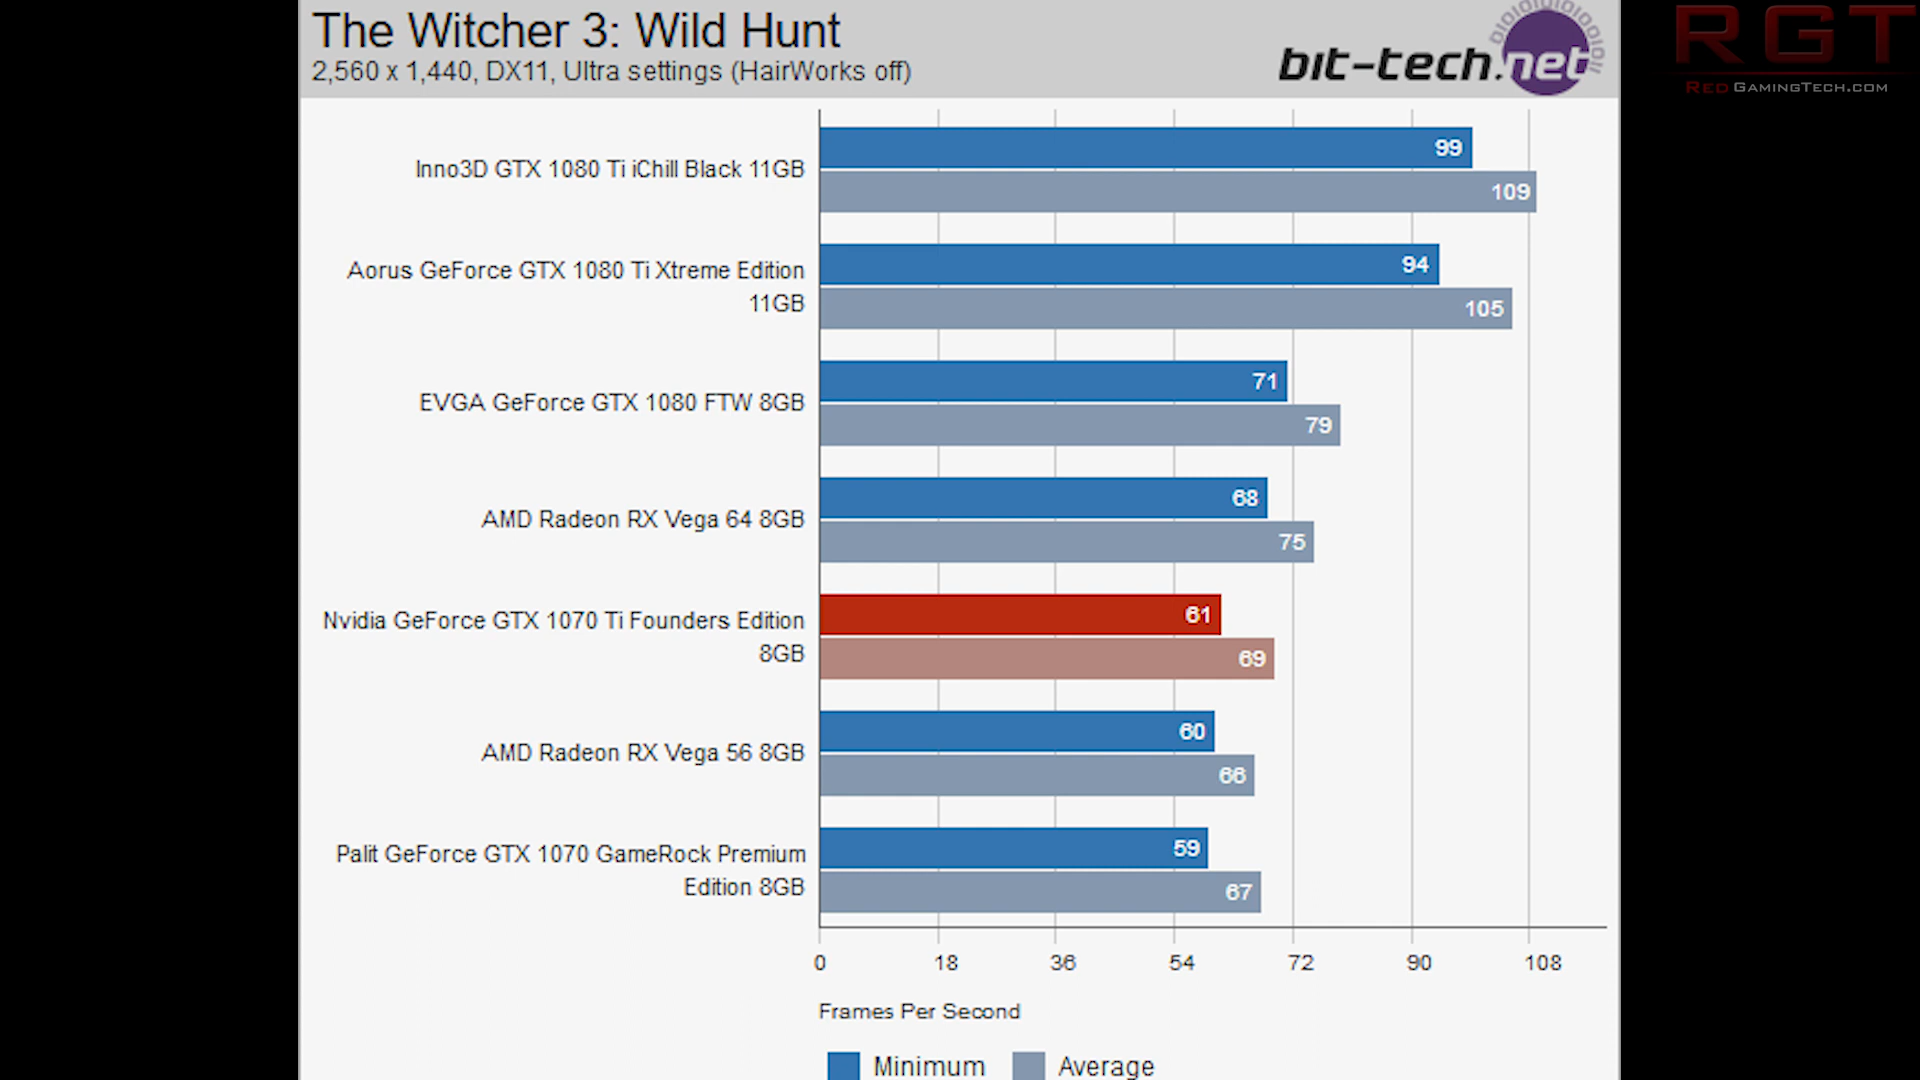 The Witcher 3: Wild Hunt
2,560 x 1,440, DX11, Ultra settings (HairWorks off)
bit-tech.net
RGT
RED GAMINGTECH.COM
Inno3D GTX 1080 Ti iChill Black 11GB
99
109
Aorus GeForce GTX 1080 Ti Xtreme Edition
11GB
94
105
EVGA GeForce GTX 1080 FTW 8GB
71
79
AMD Radeon RX Vega 64 8GB
68
75
Nvidia GeForce GTX 1070 Ti Founders Edition
8GB
61
69
AMD Radeon RX Vega 56 8GB
60
66
Palit GeForce GTX 1070 GameRock Premium
Edition 8GB
59
67
0 18 36 54 72 90 108
Frames Per Second
Minimum Average